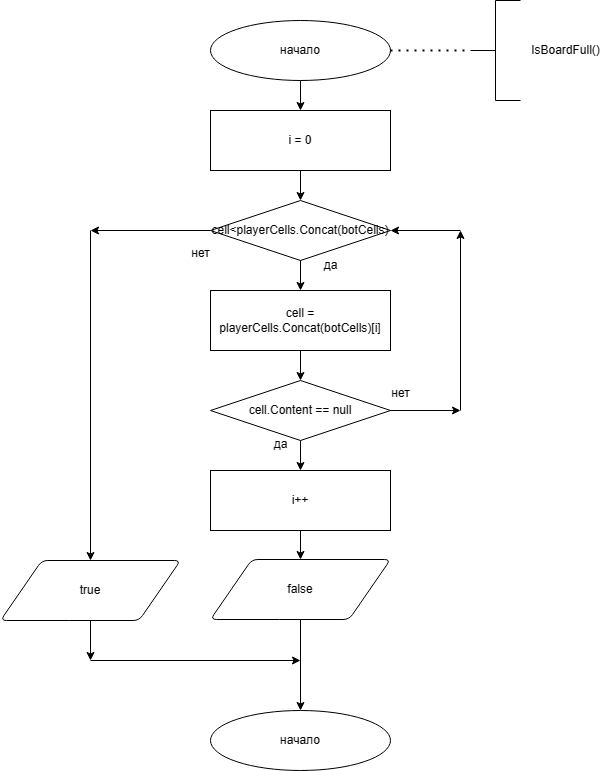 начало
IsBoardFull()
i = 0
cell<playerCells.Concat(botCells)
нет
да
cell =
playerCells.Concat(botCells)[i]
нет
cell.Content == null
да
i++
true
false
начало